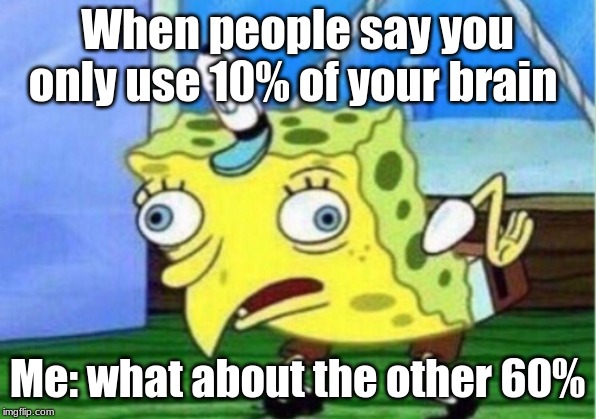 When people say you
only use 10% of your brain
Me: what about the other 60%
imgflip.com